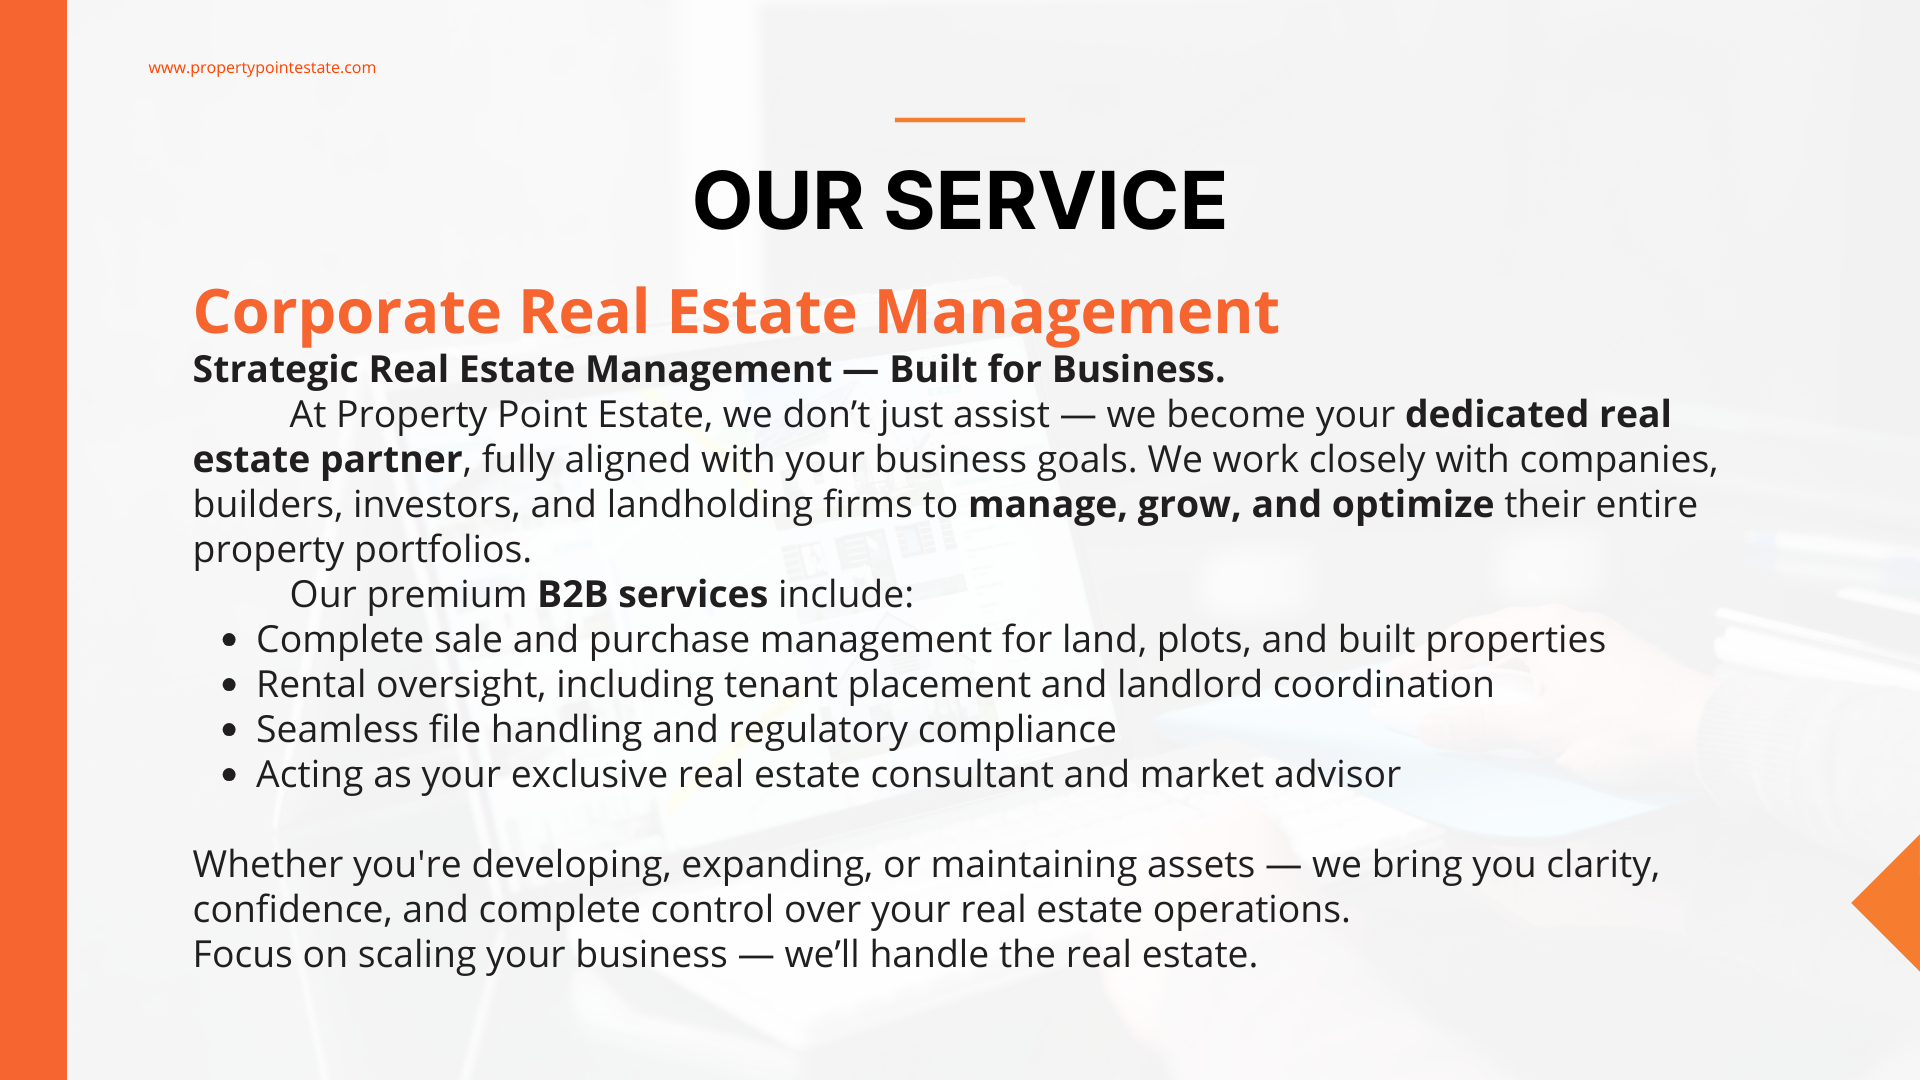 www.propertypointestate.com
OUR SERVICE
Corporate Real Estate Management
Strategic Real Estate Management — Built for Business.
At Property Point Estate, we don’t just assist — we become your dedicated real
estate partner, fully aligned with your business goals. We work closely with companies,
builders, investors, and landholding firms to manage, grow, and optimize their entire
property portfolios.
Our premium B2B services include:
• Complete sale and purchase management for land, plots, and built properties
• Rental oversight, including tenant placement and landlord coordination
• Seamless file handling and regulatory compliance
• Acting as your exclusive real estate consultant and market advisor
Whether you're developing, expanding, or maintaining assets — we bring you clarity,
confidence, and complete control over your real estate operations.
Focus on scaling your business — we’ll handle the real estate.